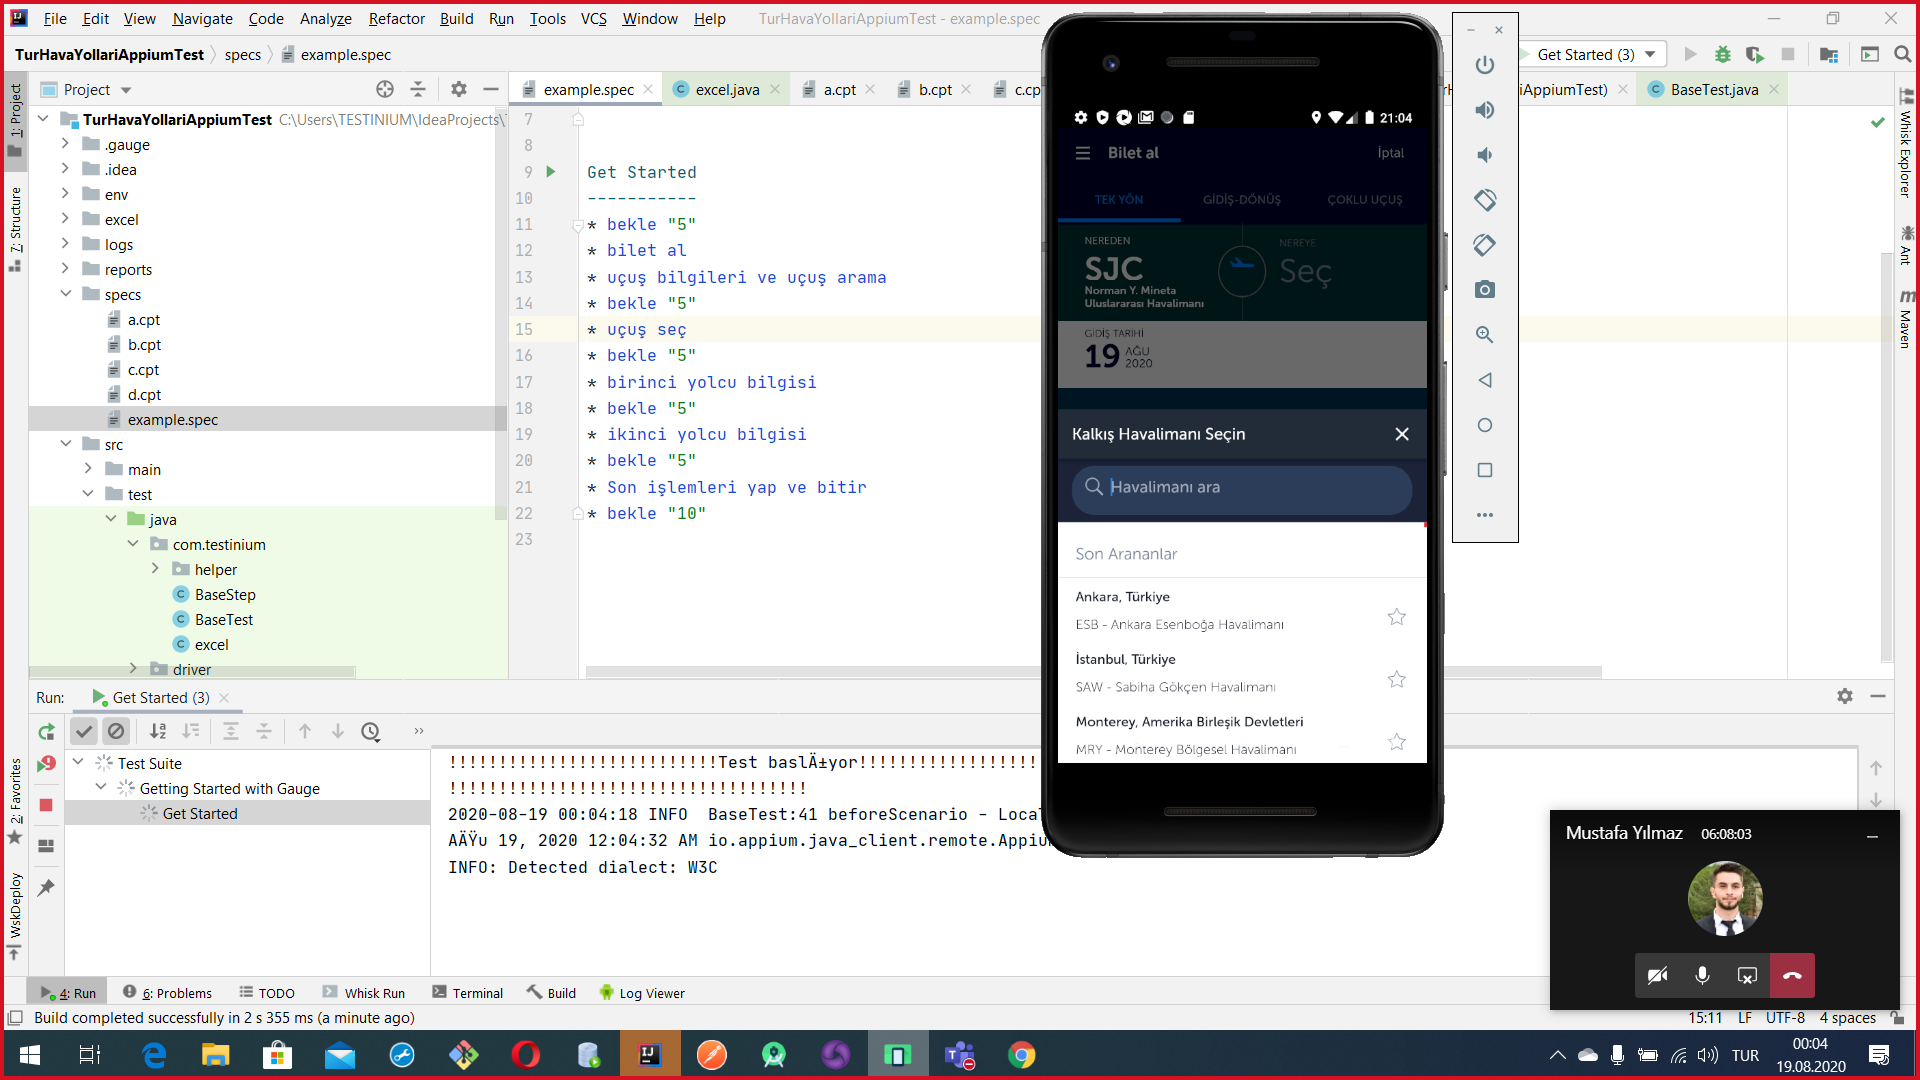 File Edit View Navigate Code Analyze Refactor Build Run Tools VCS Window Help TurHavaYollariAppiumTest - example.spec
TurHavaYollariAppiumTest specs example.spec
Get Started (3)
Project
example.spec
excel.java
a.cpt
b.cpt
iAppiumTest)
BaseTest.java
1: Project
7: Structure
2: Favorites
WskDeploy
TurHavaYollariAppiumTest C:\Users\TESTINIUM\IdeaProjects\
.gauge
.idea
env
excel
logs
reports
specs
a.cpt
b.cpt
c.cpt
d.cpt
example.spec
src
main
test
java
com.testinium
helper
BaseStep
BaseTest
excel
driver
7
8
9 Get Started
10 -----------
11 * bekle "5"
12 * bilet al
13 * uçuş bilgileri ve uçuş arama
14 * bekle "5"
15 * uçuş seç
16 * bekle "5"
17 * birinci yolcu bilgisi
18 * bekle "5"
19 * ikinci yolcu bilgisi
20 * bekle "5"
21 * Son işlemleri yap ve bitir
22 * bekle "10"
23
21:04
Bilet al İptal
TEK YÖN GİDİŞ-DÖNÜŞ ÇOKLU UÇUŞ
NEREDEN NEREYE
SJC Seç
Norman Y. Mineta
Uluslararası Havalimanı
GİDİŞ TARİHİ
19 AĞU
2020
Kalkış Havalimanı Seçin
Havalimanı ara
Son Arananlar
Ankara, Türkiye
ESB - Ankara Esenboğa Havalimanı
İstanbul, Türkiye
SAW - Sabiha Gökçen Havalimanı
Monterey, Amerika Birleşik Devletleri
MRY - Monterey Bölgesel Havalimanı
Whisk Explorer
Ant
Maven
Run: Get Started (3)
Test Suite
Getting Started with Gauge
Get Started
!!!!!!!!!!!!!!!!!!!!!!!!!!!Test baslÄ±yor!!!!!!!!!!!!!!!!!!
!!!!!!!!!!!!!!!!!!!!!!!!!!!!!!!!!!!!
2020-08-19 00:04:18 INFO BaseTest:41 beforeScenario - Local
AÄŸu 19, 2020 12:04:32 AM io.appium.java_client.remote.Appium
INFO: Detected dialect: W3C
Mustafa Yılmaz 06:08:03
4: Run 6: Problems TODO Whisk Run Terminal Build Log Viewer
Build completed successfully in 2 s 355 ms (a minute ago)
15:11 LF UTF-8 4 spaces
TUR
00:04
19.08.2020